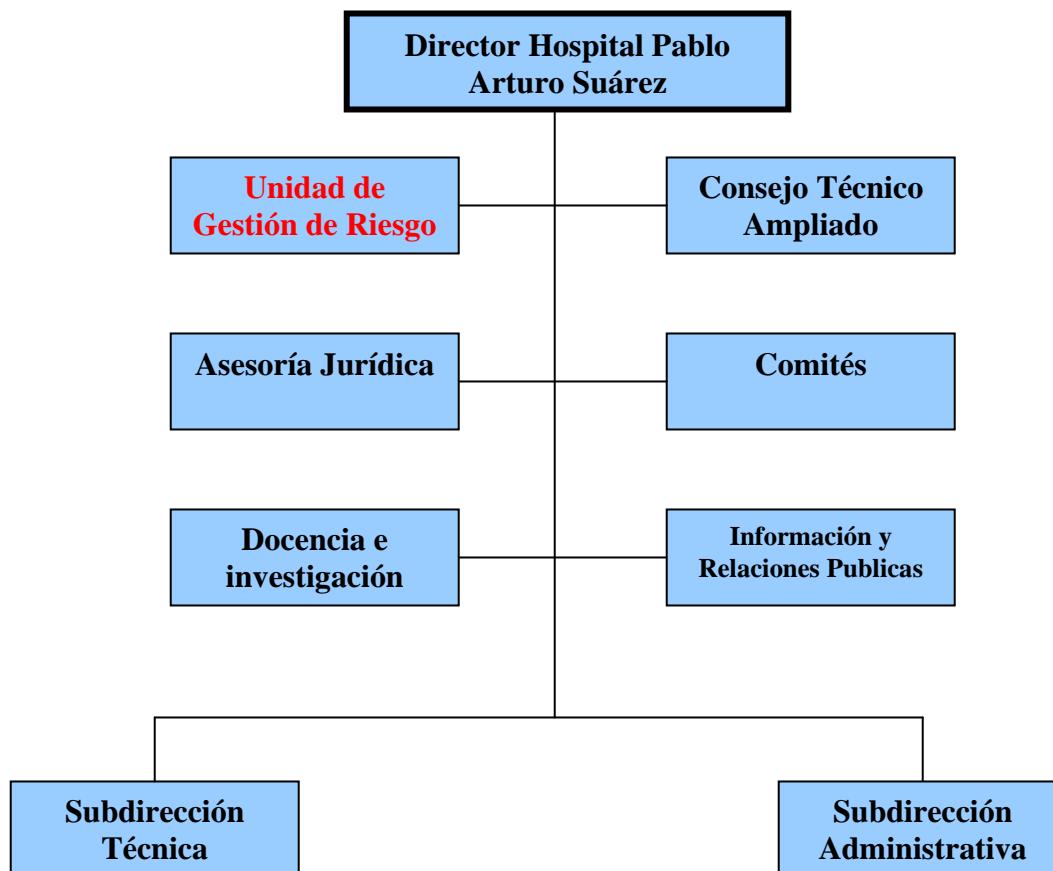 Director Hospital Pablo
Arturo Suárez
Unidad de
Gestión de Riesgo
Consejo Técnico
Ampliado
Asesoría Jurídica
Comités
Docencia e
investigación
Información y
Relaciones Publicas
Subdirección
Técnica
Subdirección
Administrativa